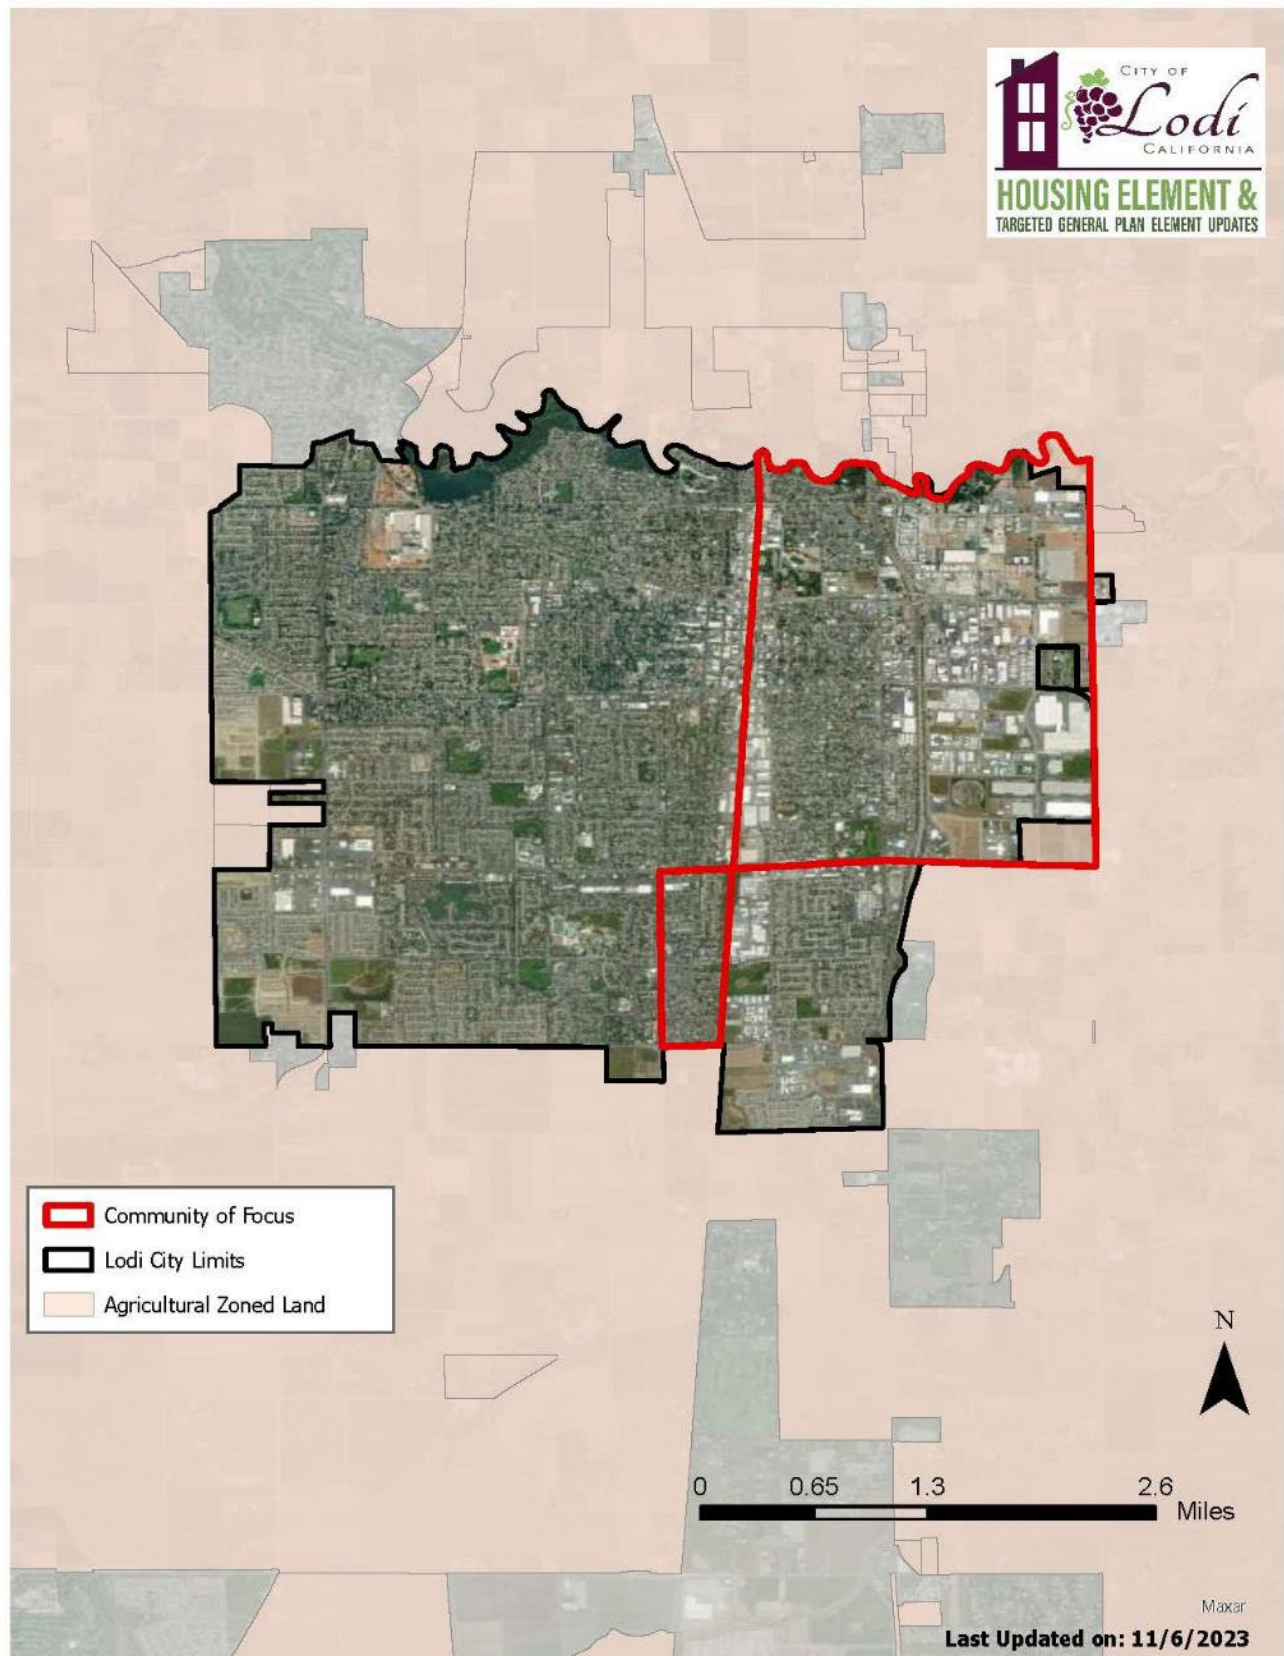 CITY OF
Lodi
CALIFORNIA
HOUSING ELEMENT &
TARGETED GENERAL PLAN ELEMENT UPDATES
Community of Focus
Lodi City Limits
Agricultural Zoned Land
N
0 0.65 1.3 2.6
Miles
Maxar
Last Updated on: 11/6/2023